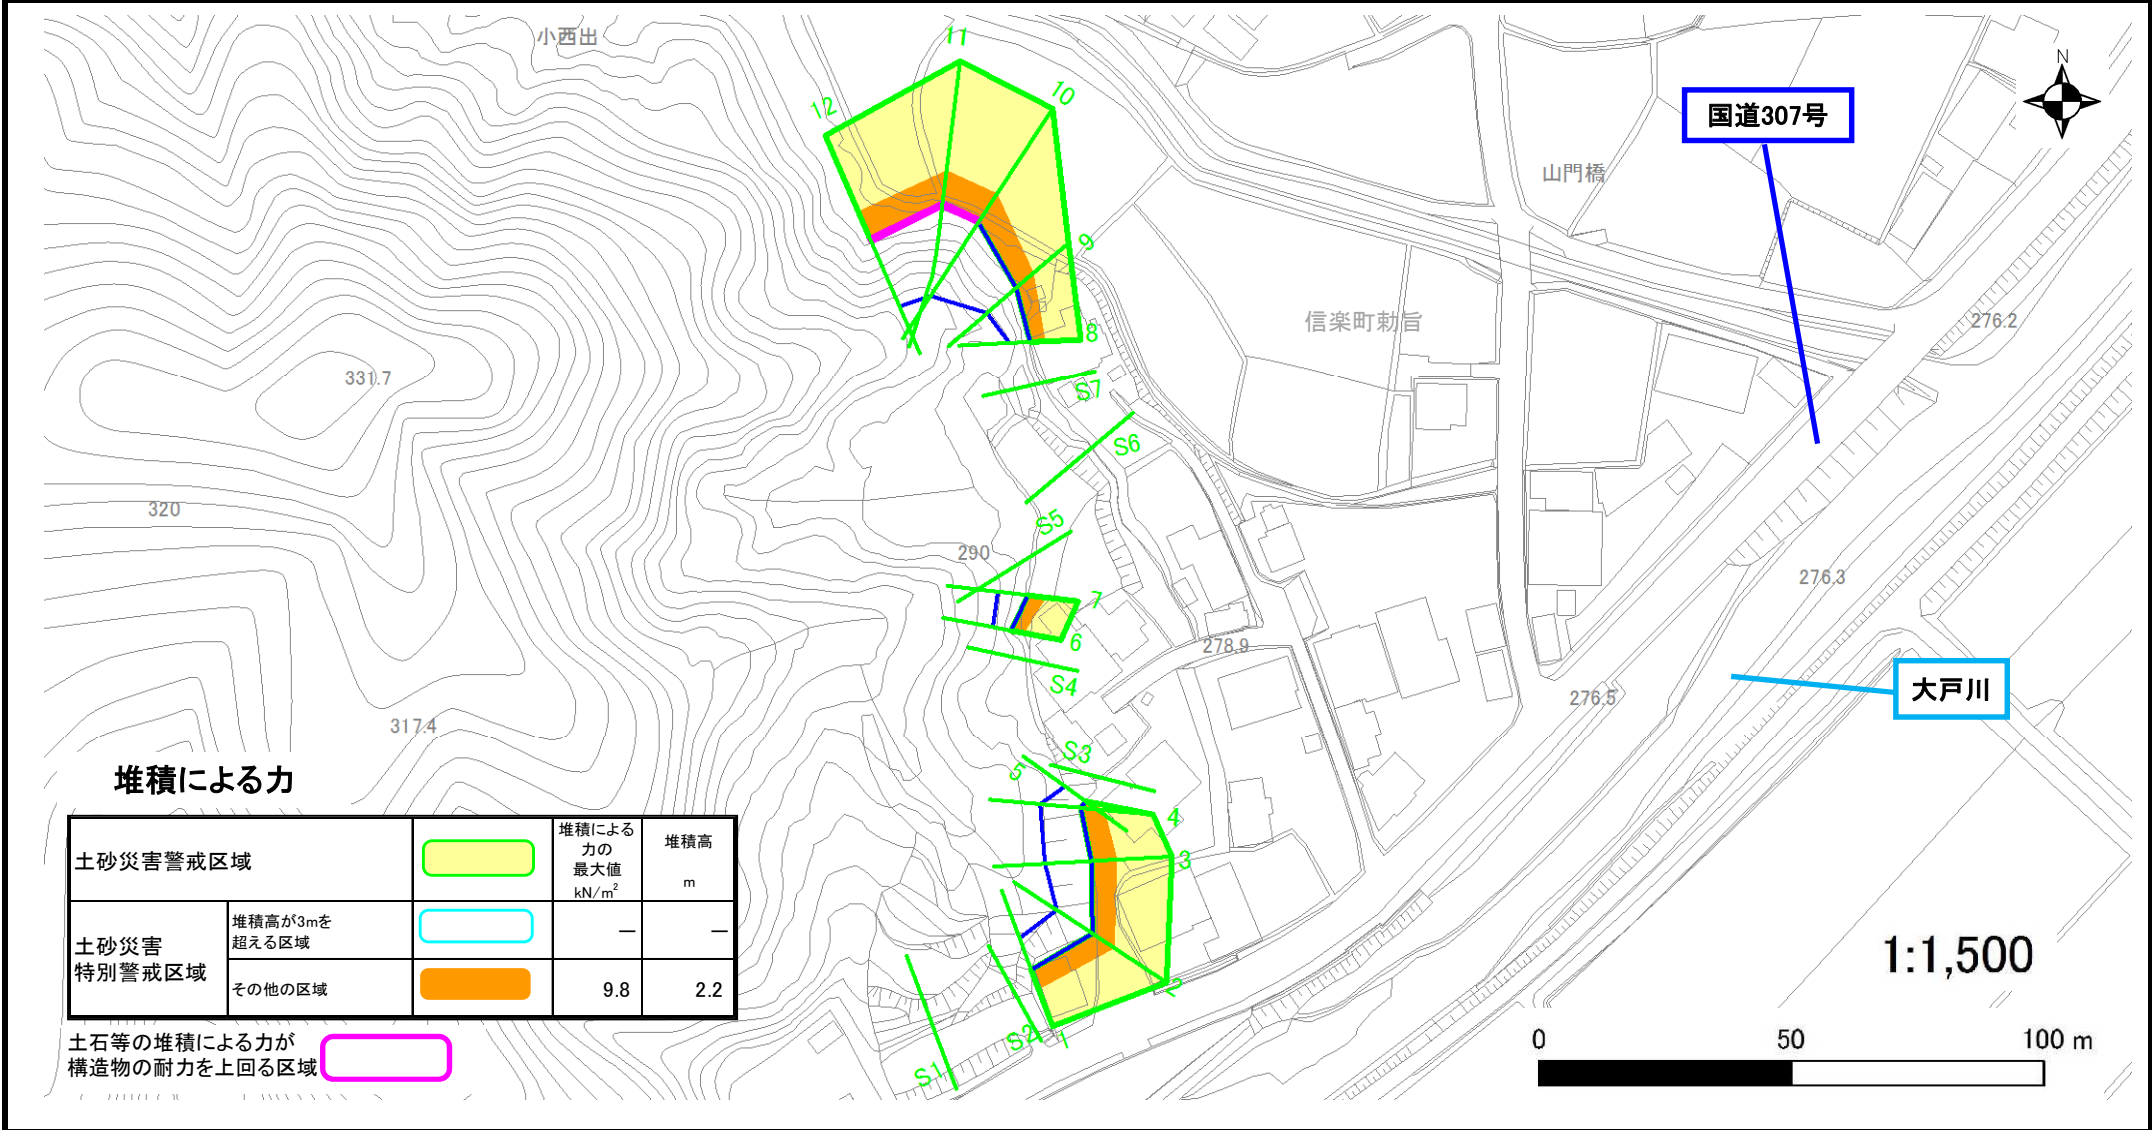 小西出
11
10
12
N
国道307号
山門橋
9
8
信楽町勅旨
276.2
331.7
S7
S6
320
S5
290
276.3
7
6
278.9
S4
276.5
大戸川
317.4
S3
5
4
3
2
1
S2
S1
堆積による力
土砂災害警戒区域
堆積による
力の
最大値
kN/m²
堆積高
m
土砂災害
特別警戒区域
堆積高が3mを
超える区域
—
—
その他の区域
9.8
2.2
土石等の堆積による力が
構造物の耐力を上回る区域
1:1,500
0
50
100 m